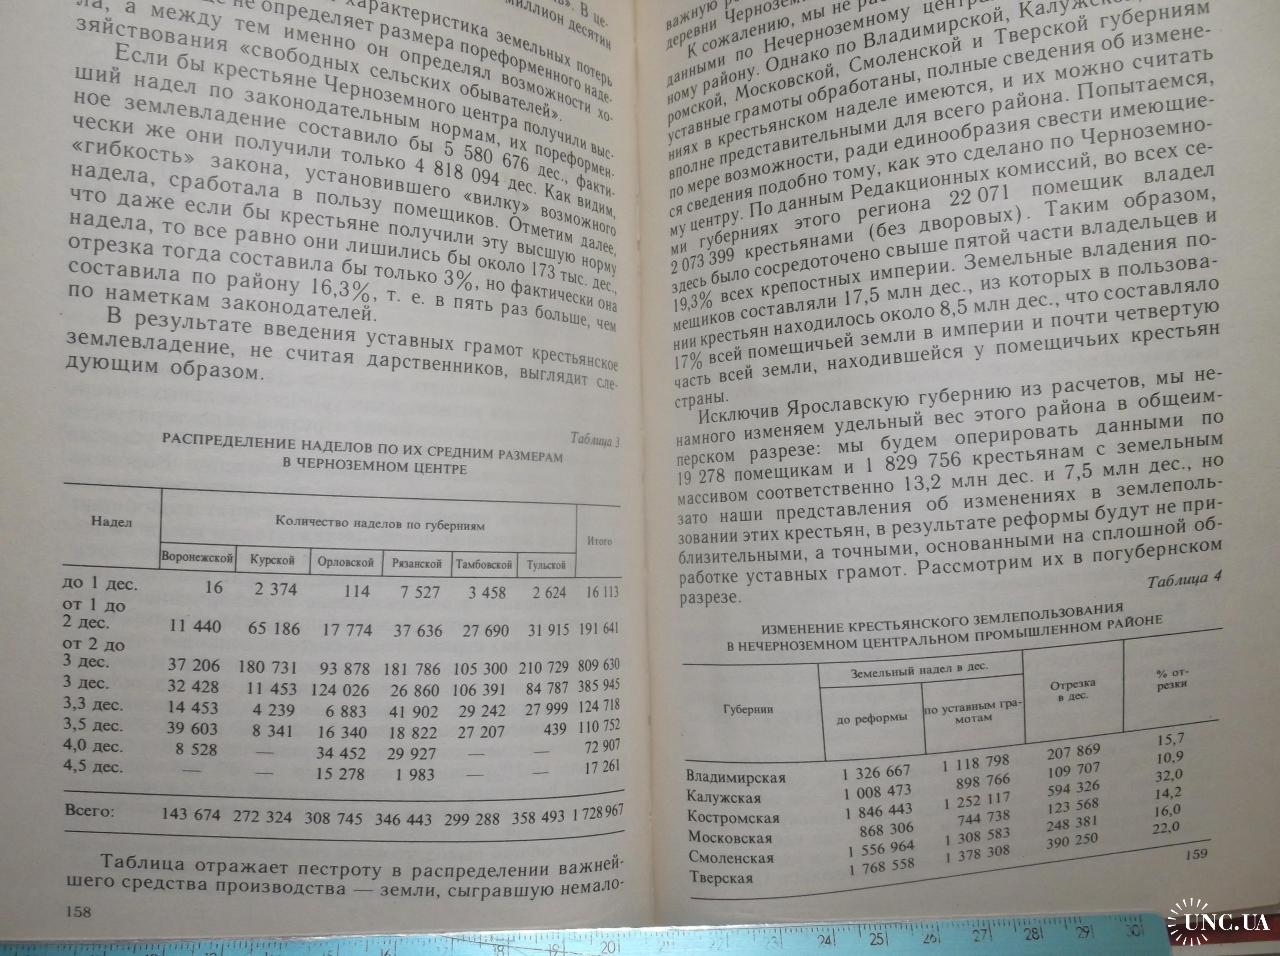 миллион десятин
характеристика земельных потерь
не определяет размера пореформенного наде-
ла, а между тем именно он определял возможности хо-
зяйствования «свободных сельских обывателей».
Если бы крестьяне Черноземного центра получили выс-
ший надел по законодательным нормам, их пореформен-
ное землевладение составило бы 5 580 676 дес., факти-
чески же они получили только 4 818 094 дес. Как видим,
«гибкость» закона, установившего «вилку» возможного
надела, сработала в пользу помещиков. Отметим далее,
что даже если бы крестьяне получили эту высшую норму
надела, то все равно они лишились бы около 173 тыс. дес.,
отрезка тогда составила бы только 3%, но фактически она
составила по району 16,3%, т. е. в пять раз больше, чем
по наметкам законодателей.
В результате введения уставных грамот крестьянское
землевладение, не считая дарственников, выглядит сле-
дующим образом.
Таблица 3
РАСПРЕДЕЛЕНИЕ НАДЕЛОВ ПО ИХ СРЕДНИМ РАЗМЕРАМ
В ЧЕРНОЗЕМНОМ ЦЕНТРЕ
Надел Количество наделов по губерниям Итого
Воронежской Курской Орловской Рязанской Тамбовской Тульской
до 1 дес. 16 2 374 114 7 527 3 458 2 624 16 113
от 1 до
2 дес. 11 440 65 186 17 774 37 636 27 690 31 915 191 641
от 2 до
3 дес. 37 206 180 731 93 878 181 786 105 300 210 729 809 630
3 дес. 32 428 11 453 124 026 26 860 106 391 84 787 385 945
3,3 дес. 14 453 4 239 6 883 41 902 29 242 27 999 124 718
3,5 дес. 39 603 8 341 16 340 18 822 27 207 439 110 752
4,0 дес. 8 528 — 34 452 29 927 — — 72 907
4,5 дес. — — 15 278 1 983 — — 17 261
Всего: 143 674 272 324 308 745 346 443 299 288 358 493 1 728 967
Таблица отражает пестроту в распределении важней-
шего средства производства — земли, сыгравшую немало-
158
важную
деревни
К сожалению, мы не
данными по Нечерноземному
ному району. Однако по Владимирской, Калужской,
ромской, Московской, Смоленской и Тверской губерниям
уставные грамоты обработаны, полные сведения об измене-
ниях в крестьянском наделе имеются, и их можно считать
вполне представительными для всего района. Попытаемся,
по мере возможности, ради единообразия свести имеющие-
ся сведения подобно тому, как это сделано по Черноземно-
му центру. По данным Редакционных комиссий, во всех се-
ми губерниях этого региона 22 071 помещик владел
2 073 399 крестьянами (без дворовых). Таким образом,
здесь было сосредоточено свыше пятой части владельцев и
19,3% всех крепостных империи. Земельные владения по-
мещиков составляли 17,5 млн дес., из которых в пользова-
нии крестьян находилось около 8,5 млн дес., что составляло
17% всей помещичьей земли в империи и почти четвертую
часть всей земли, находившейся у помещичьих крестьян
страны.
Исключив Ярославскую губернию из расчетов, мы не-
намного изменяем удельный вес этого района в общеим-
перском разрезе: мы будем оперировать данными по
19 278 помещикам и 1 829 756 крестьянам с земельным
массивом соответственно 13,2 млн дес. и 7,5 млн дес., но
зато наши представления об изменениях в землеполь-
зовании этих крестьян, в результате реформы будут не при-
близительными, а точными, основанными на сплошной об-
работке уставных грамот. Рассмотрим их в погубернском
разрезе.
Таблица 4
ИЗМЕНЕНИЕ КРЕСТЬЯНСКОГО ЗЕМЛЕПОЛЬЗОВАНИЯ
В НЕЧЕРНОЗЕМНОМ ЦЕНТРАЛЬНОМ ПРОМЫШЛЕННОМ РАЙОНЕ
Губернии Земельный надел в дес. Отрезка
в дес. % от-
резки
до реформы по уставным гра-
мотам
Владимирская 1 326 667 1 118 798 207 869 15,7
Калужская 1 008 473 898 766 109 707 10,9
Костромская 1 846 443 1 252 117 594 326 32,0
Московская 868 306 744 738 123 568 14,2
Смоленская 1 556 964 1 308 583 248 381 16,0
Тверская 1 768 558 1 378 308 390 250 22,0
159
20 24 25 26 27 28 29 30
UNC.UA